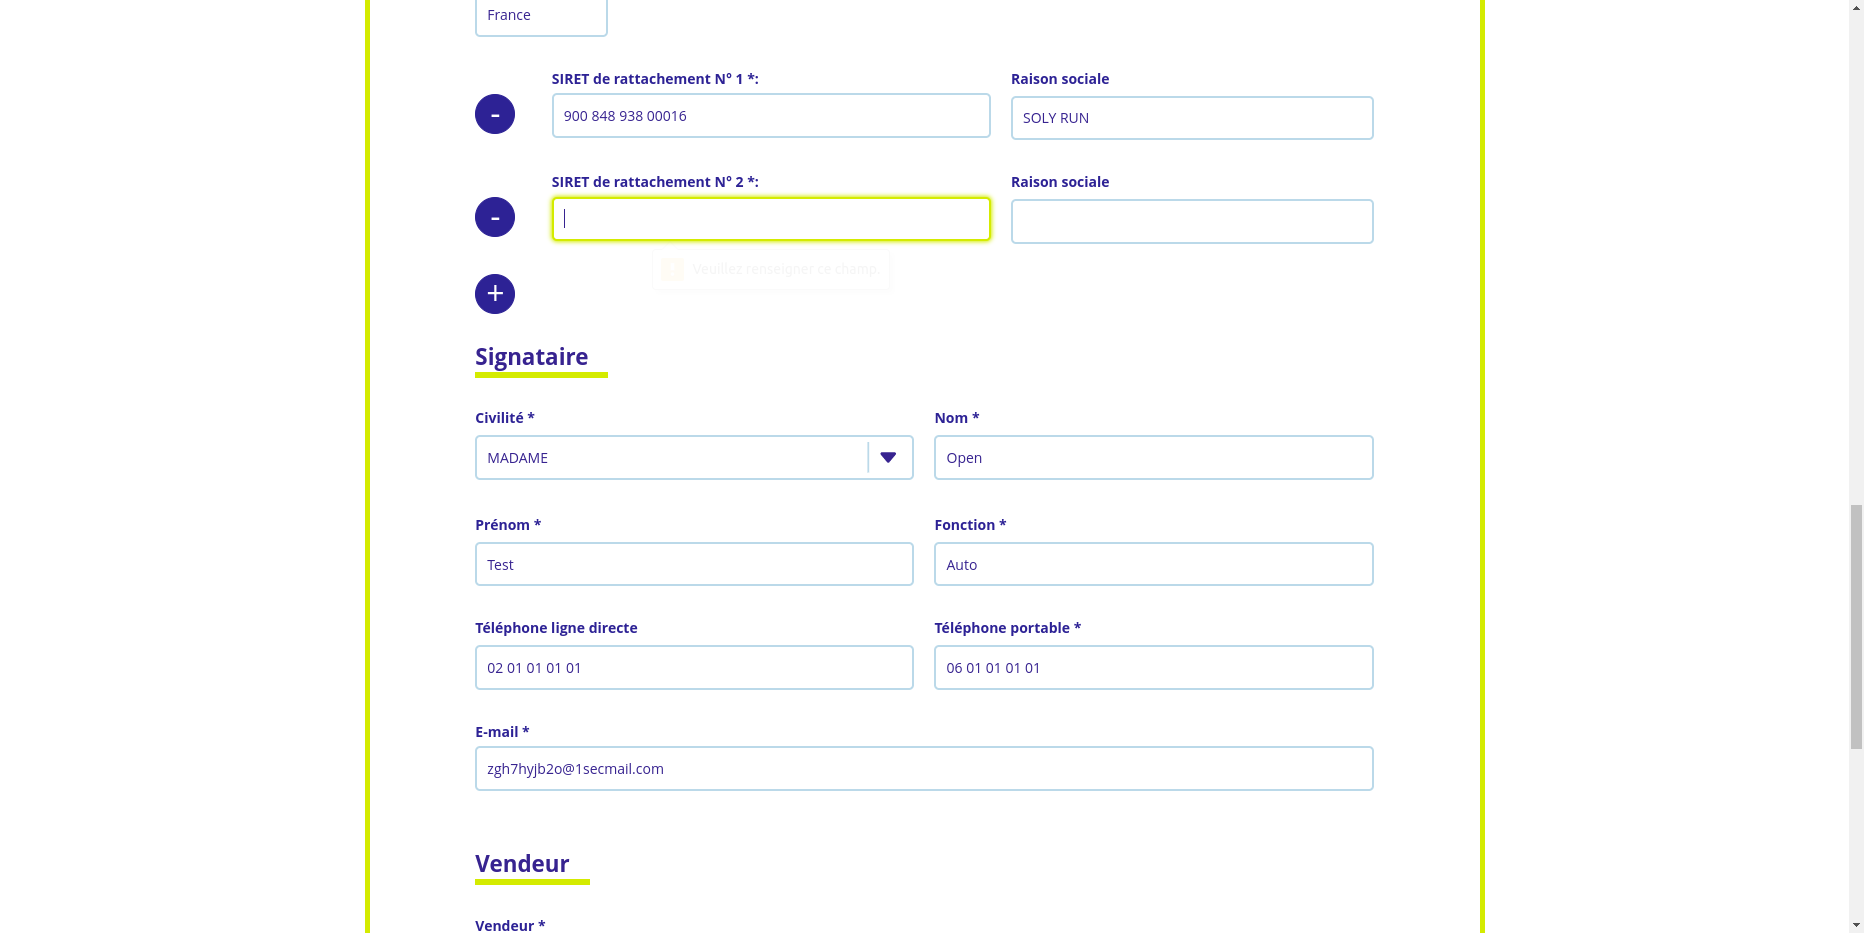 France
SIRET de rattachement N° 1 *:
Raison sociale
-
900 848 938 00016
SOLY RUN
SIRET de rattachement N° 2 *:
Raison sociale
-
Veuillez renseigner ce champ.
+
Signataire
Civilité *
Nom *
MADAME
Open
Prénom *
Fonction *
Test
Auto
Téléphone ligne directe
Téléphone portable *
02 01 01 01 01
06 01 01 01 01
E-mail *
zgh7hyjb2o@1secmail.com
Vendeur
Vendeur *